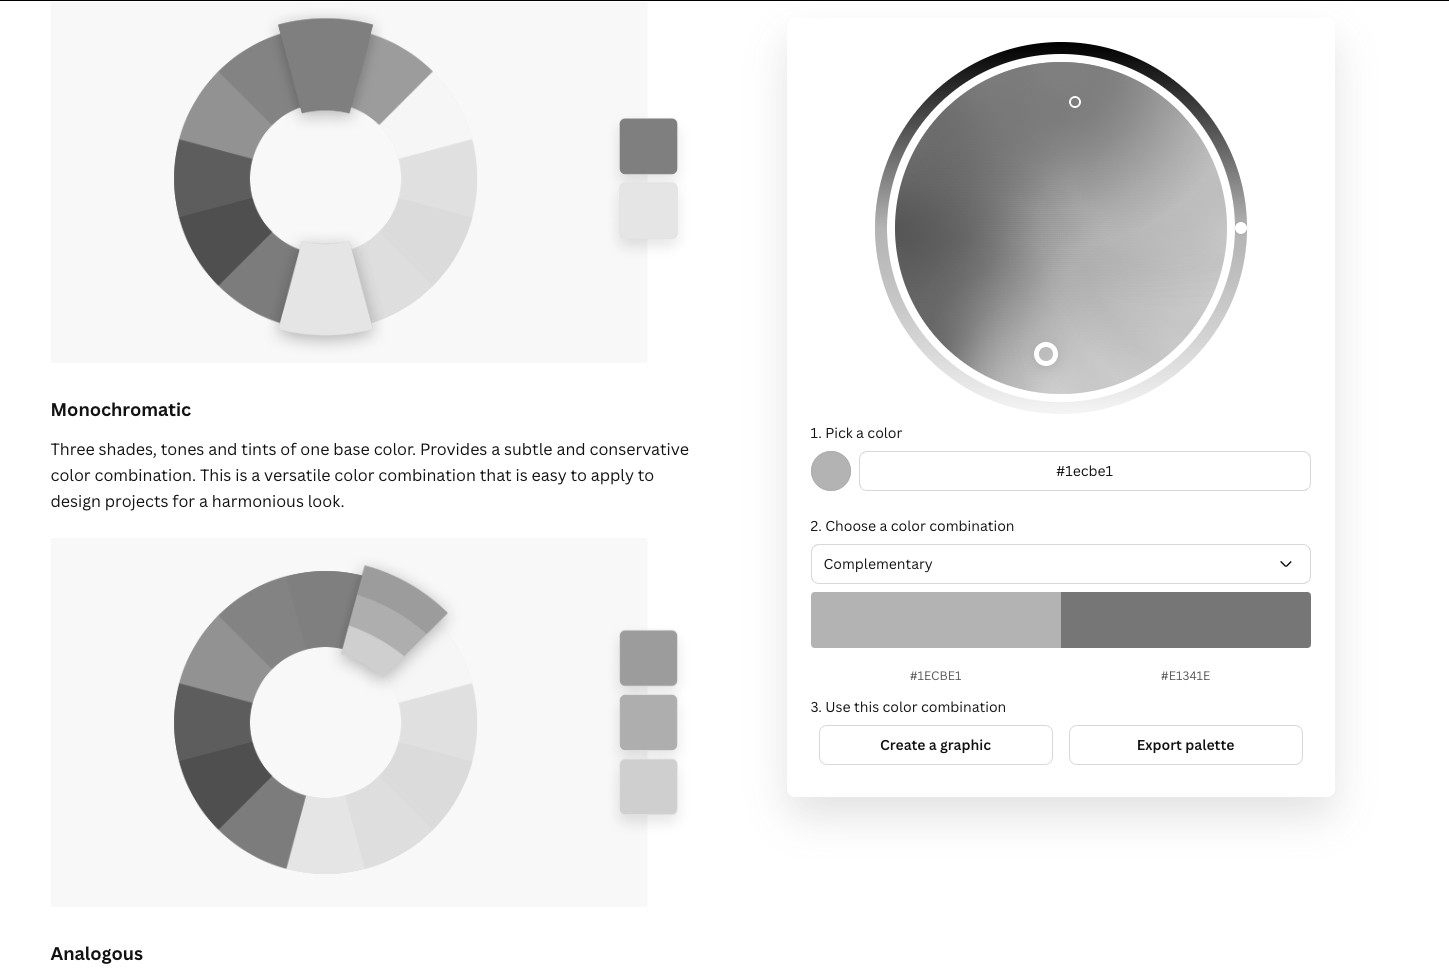 Monochromatic
Three shades, tones and tints of one base color. Provides a subtle and conservative
color combination. This is a versatile color combination that is easy to apply to
design projects for a harmonious look.
Analogous
1. Pick a color
#1ecbe1
2. Choose a color combination
Complementary
#1ECBE1
#E1341E
3. Use this color combination
Create a graphic
Export palette